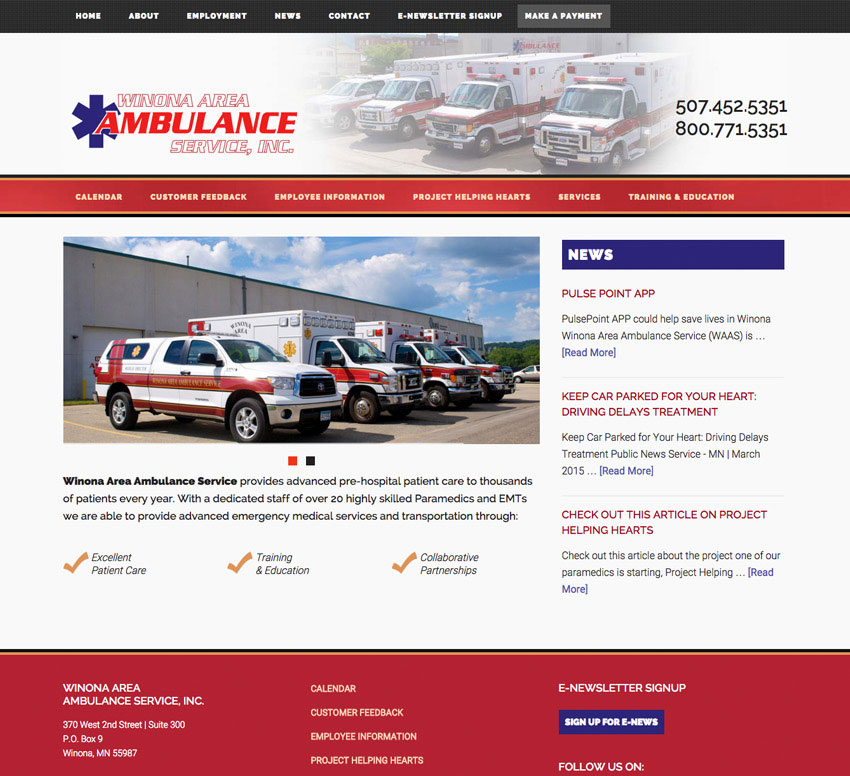 HOME ABOUT EMPLOYMENT NEWS CONTACT E-NEWSLETTER SIGNUP MAKE A PAYMENT
AMBULANCE
WINONA AREA
AMBULANCE
SERVICE, INC.
507.452.5351
800.771.5351
CALENDAR CUSTOMER FEEDBACK EMPLOYEE INFORMATION PROJECT HELPING HEARTS SERVICES TRAINING & EDUCATION
WINONA AREA
WINONA AREA AMBULANCE SERVICE
Winona Area Ambulance Service provides advanced pre-hospital patient care to thousands
of patients every year. With a dedicated staff of over 20 highly skilled Paramedics and EMTs
we are able to provide advanced emergency medical services and transportation through:
Excellent
Patient Care
Training
& Education
Collaborative
Partnerships
NEWS
PULSE POINT APP
PulsePoint APP could help save lives in Winona
Winona Area Ambulance Service (WAAS) is …
[Read More]
KEEP CAR PARKED FOR YOUR HEART:
DRIVING DELAYS TREATMENT
Keep Car Parked for Your Heart: Driving Delays
Treatment Public News Service - MN | March
2015 … [Read More]
CHECK OUT THIS ARTICLE ON PROJECT
HELPING HEARTS
Check out this article about the project one of our
paramedics is starting, Project Helping … [Read
More]
WINONA AREA
AMBULANCE SERVICE, INC.
370 West 2nd Street | Suite 300
P.O. Box 9
Winona, MN 55987
CALENDAR
CUSTOMER FEEDBACK
EMPLOYEE INFORMATION
PROJECT HELPING HEARTS
E-NEWSLETTER SIGNUP
SIGN UP FOR E-NEWS
FOLLOW US ON: